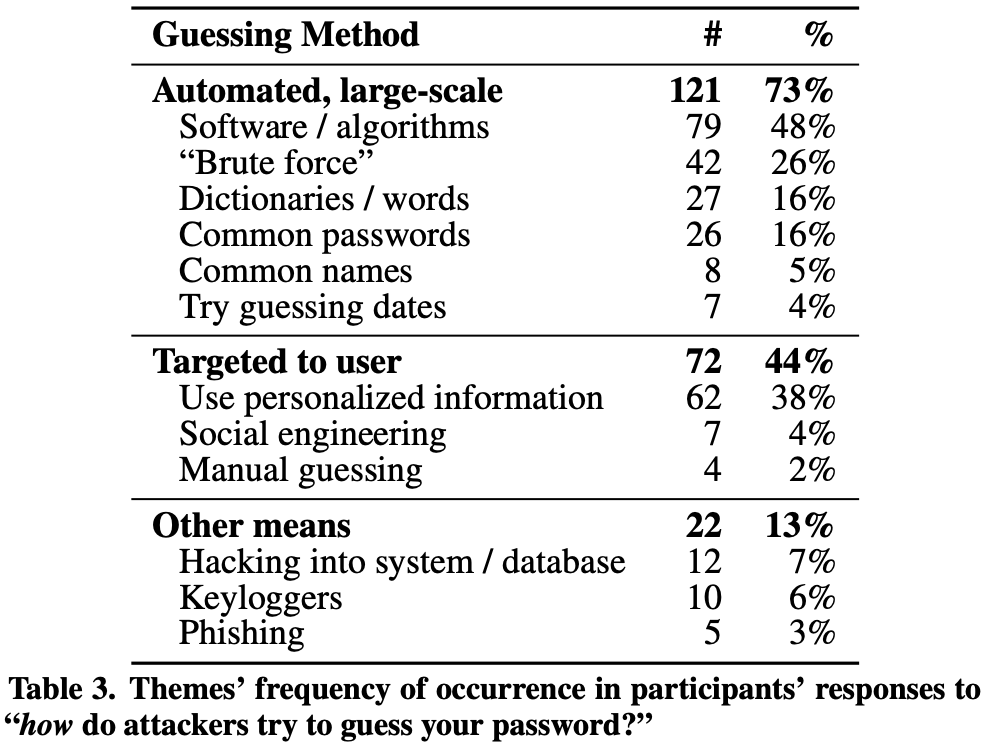 Guessing Method # %
Automated, large-scale 121 73%
Software / algorithms 79 48%
“Brute force” 42 26%
Dictionaries / words 27 16%
Common passwords 26 16%
Common names 8 5%
Try guessing dates 7 4%
Targeted to user 72 44%
Use personalized information 62 38%
Social engineering 7 4%
Manual guessing 4 2%
Other means 22 13%
Hacking into system / database 12 7%
Keyloggers 10 6%
Phishing 5 3%
Table 3. Themes’ frequency of occurrence in participants’ responses to
“how do attackers try to guess your password?”